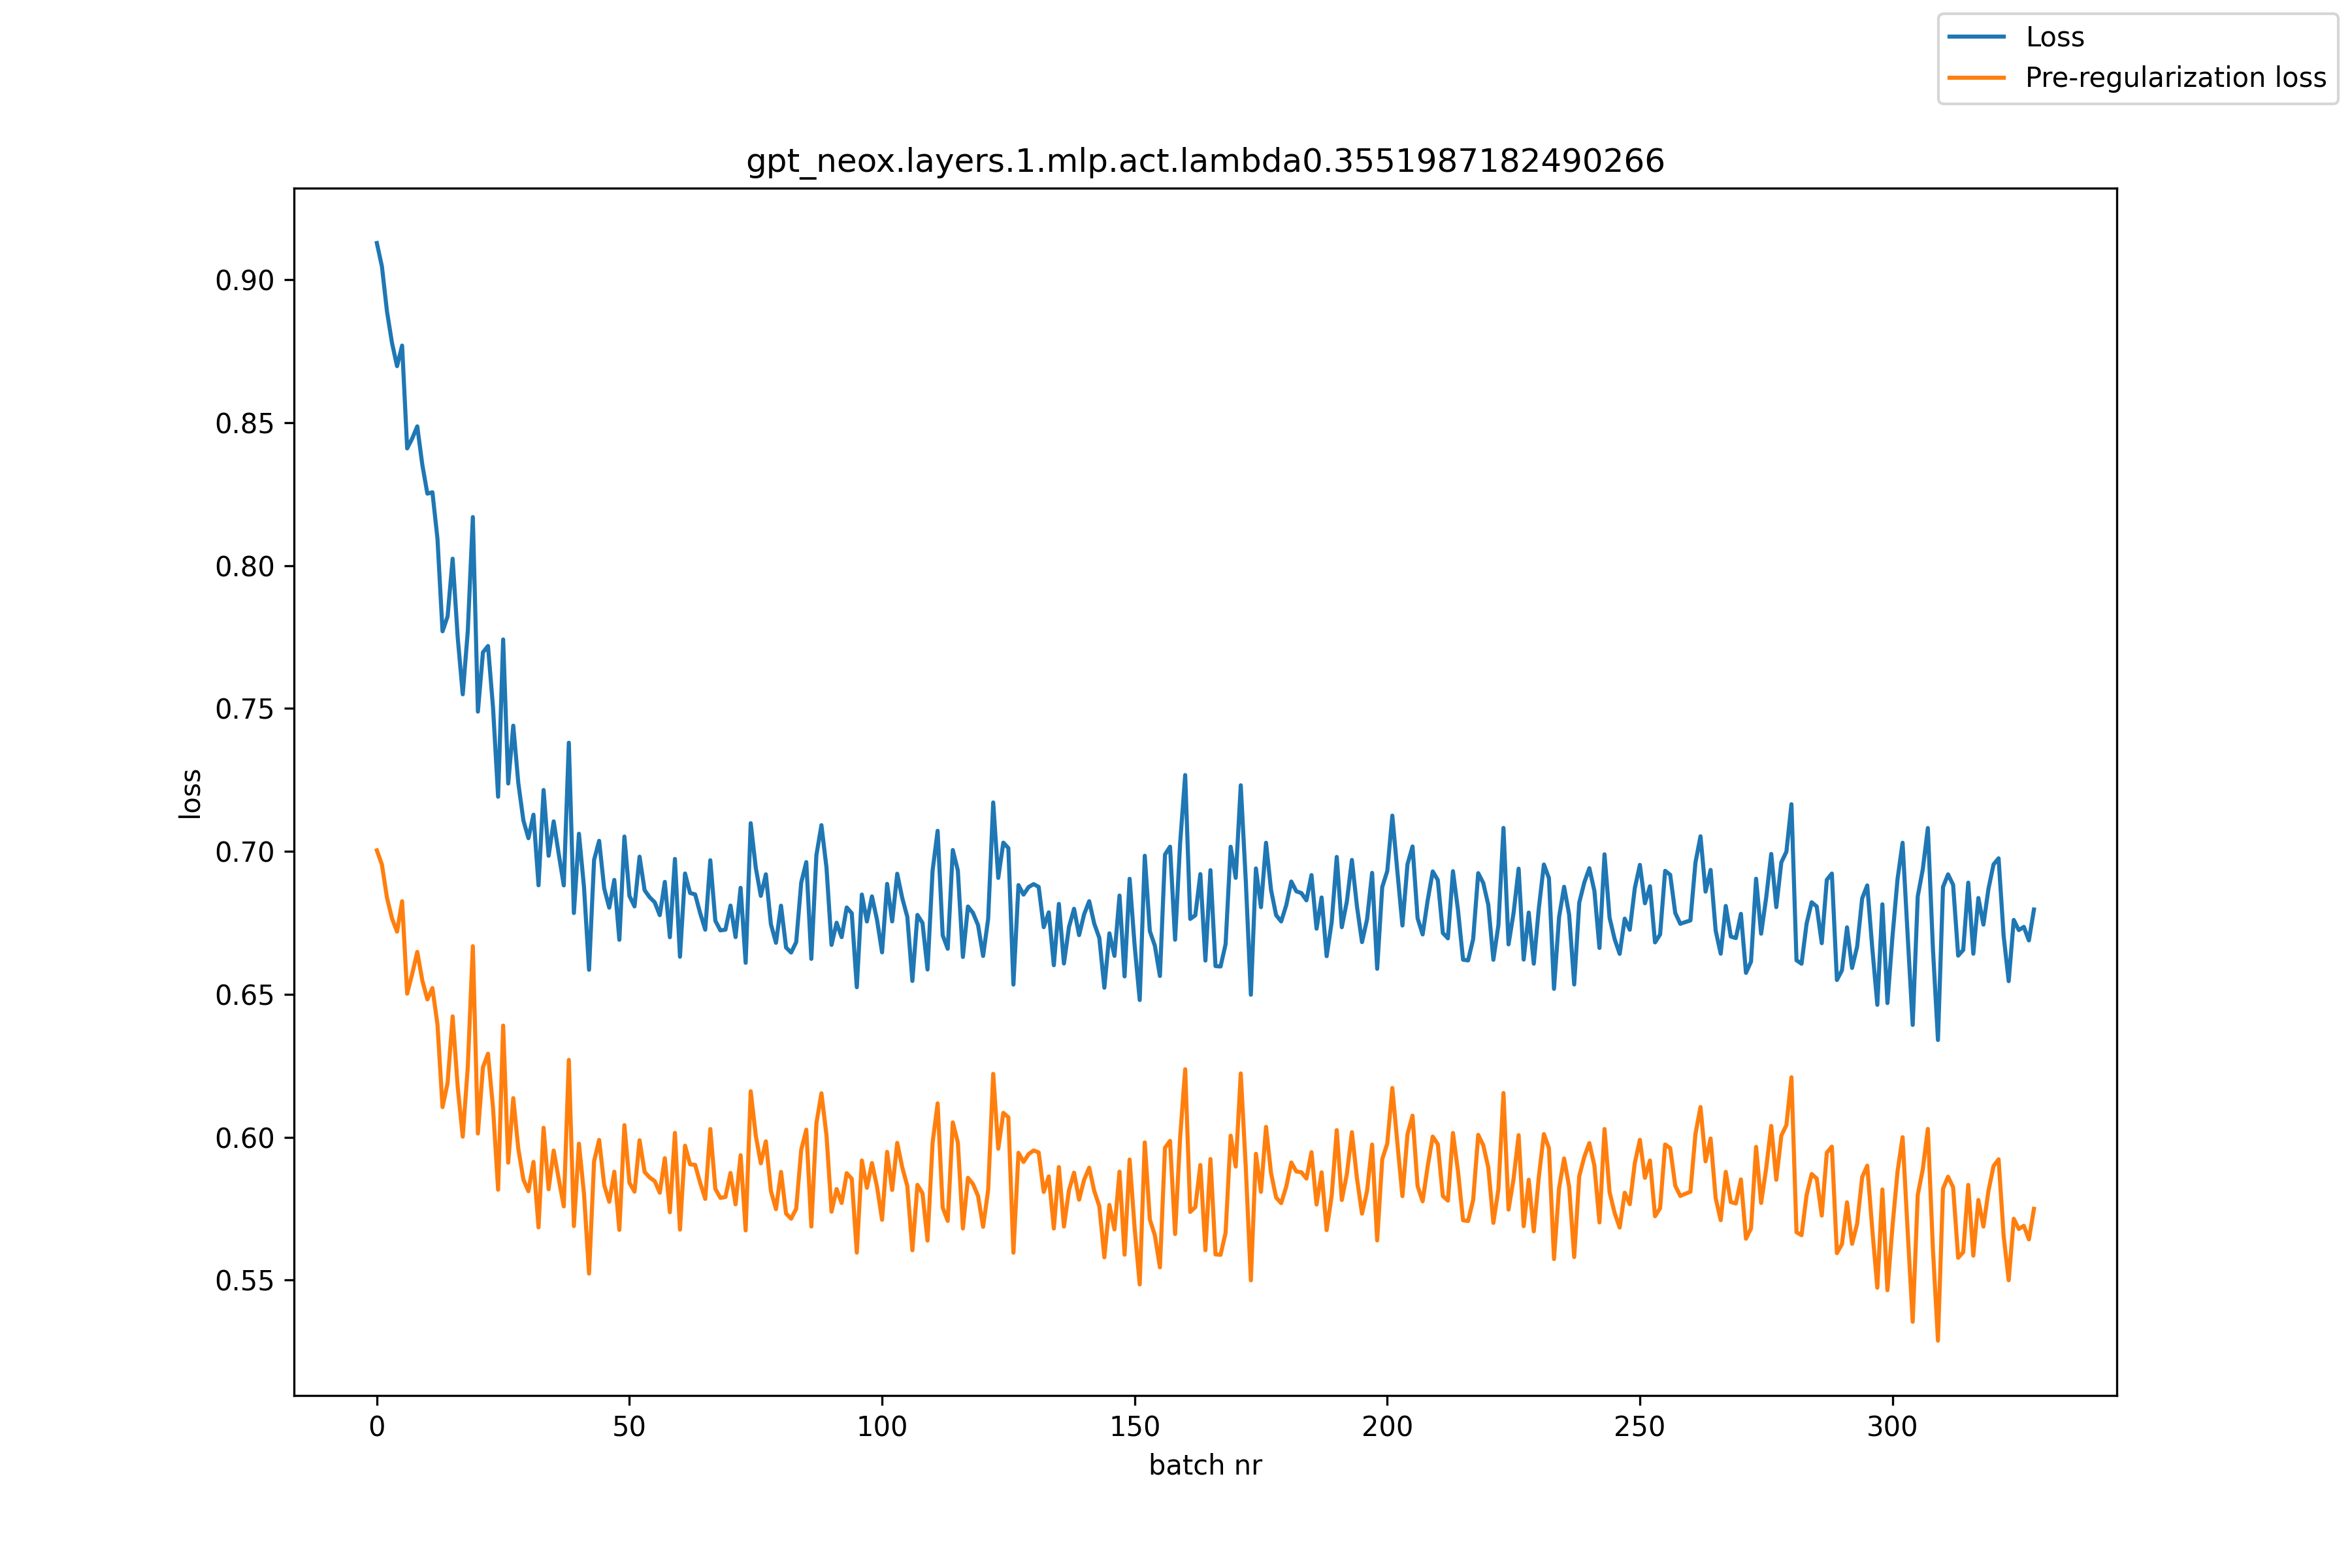 Loss
Pre-regularization loss
gpt_neox.layers.1.mlp.act.lambda0.3551987182490266
0.90
0.85
0.80
0.75
0.70
0.65
0.60
0.55
loss
0 50 100 150 200 250 300
batch nr